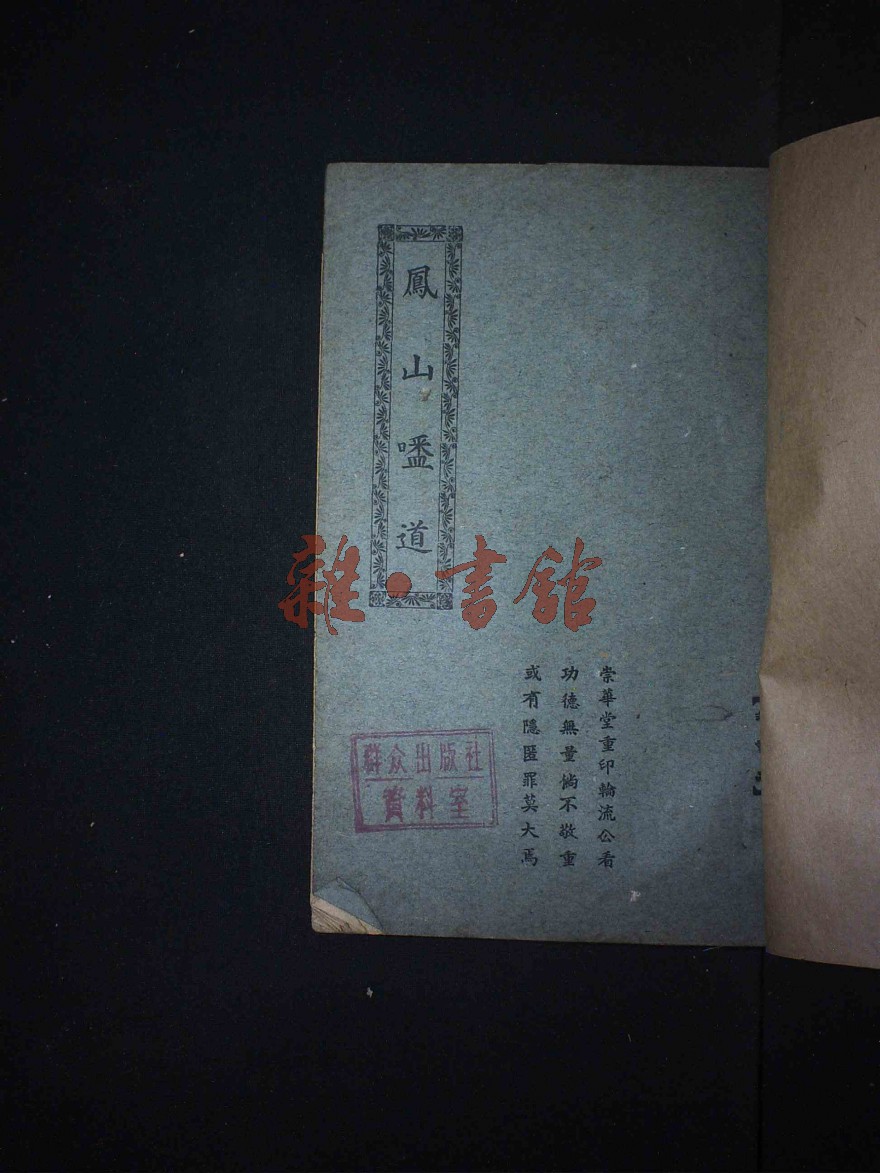 崇華堂重印輪流公看
功德無量倘不敬重
或有隱匿罪莫大焉
鳳山嚍道
群众出版社
資料室
雜·書館